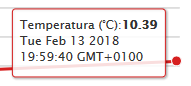 Temperatura (°C):10.39
Tue Feb 13 2018
19:59:40 GMT+0100